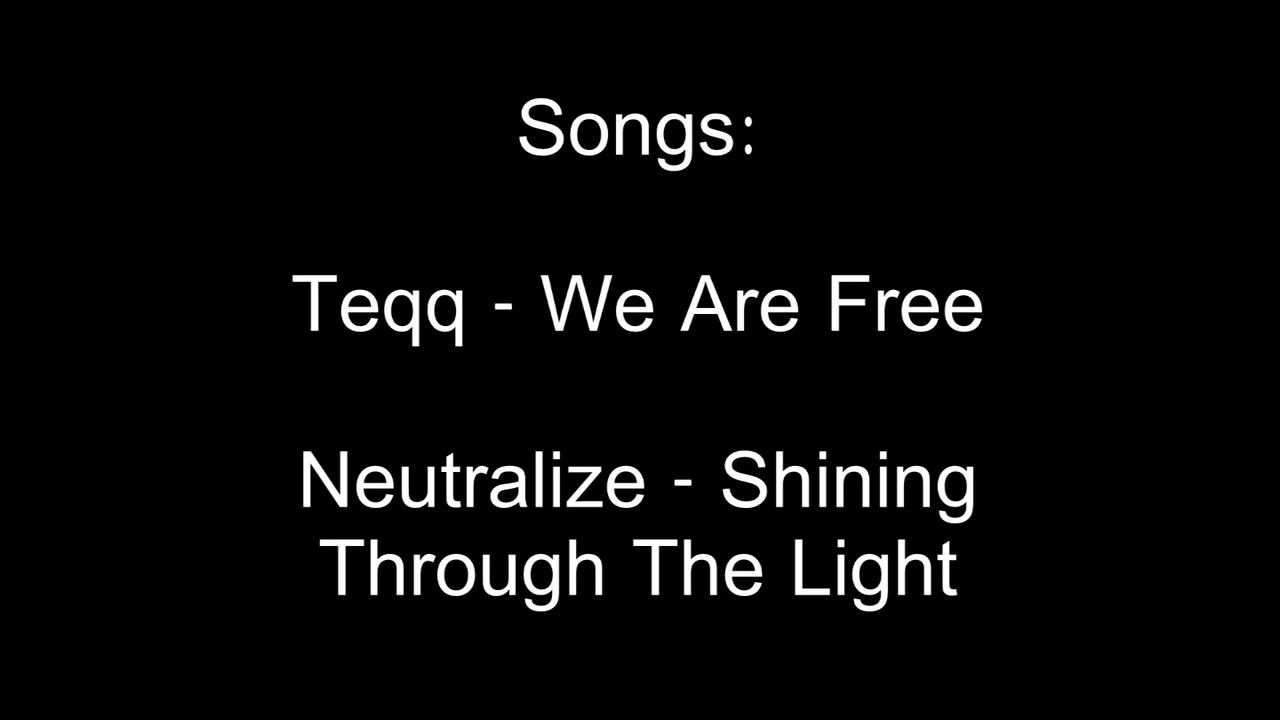 Songs:
Teqq - We Are Free
Neutralize - Shining
Through The Light